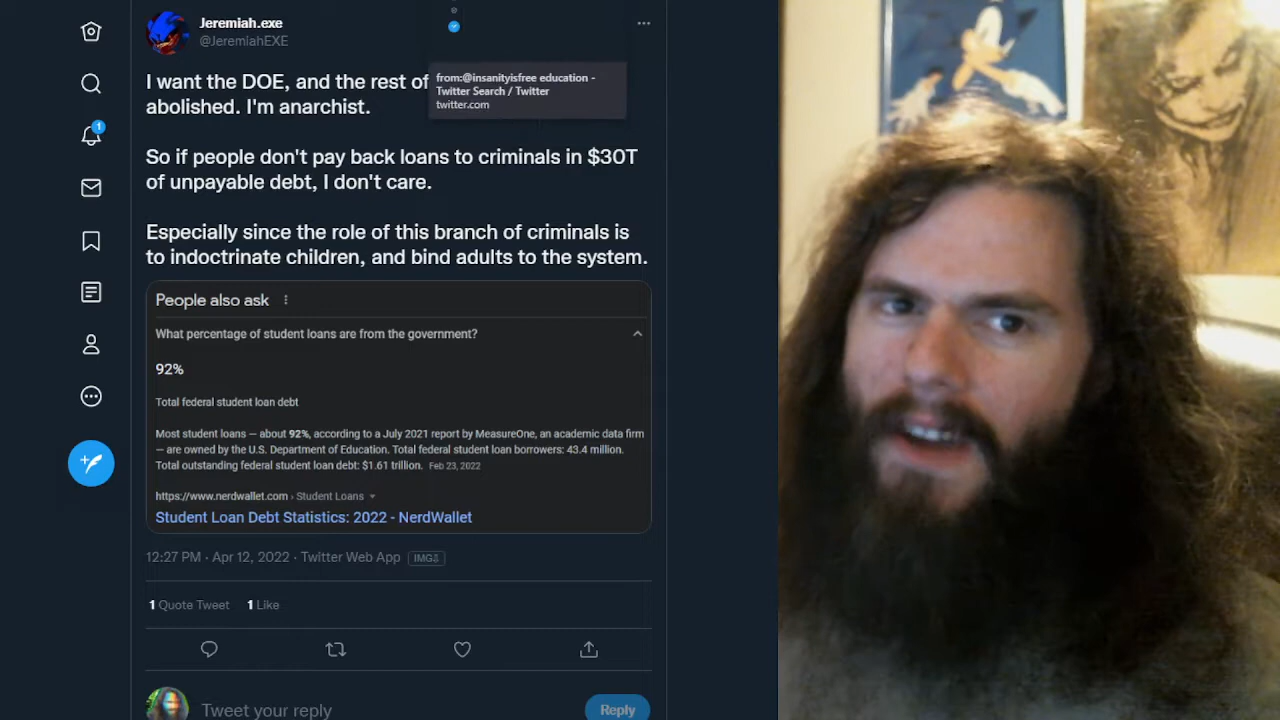 Jeremiah.exe
@JeremiahEXE
I want the DOE, and the rest of
abolished. I'm anarchist.
from:@insanityisfree education -
Twitter Search / Twitter
twitter.com
1
So if people don't pay back loans to criminals in $30T
of unpayable debt, I don't care.
Especially since the role of this branch of criminals is
to indoctrinate children, and bind adults to the system.
People also ask
What percentage of student loans are from the government?
92%
Total federal student loan debt
Most student loans — about 92%, according to a July 2021 report by MeasureOne, an academic data firm
— are owned by the U.S. Department of Education. Total federal student loan borrowers: 43.4 million.
Total outstanding federal student loan debt: $1.61 trillion. Feb 23, 2022
https://www.nerdwallet.com › Student Loans
Student Loan Debt Statistics: 2022 - NerdWallet
12:27 PM · Apr 12, 2022 · Twitter Web App
1 Quote Tweet 1 Like
Tweet your reply
Reply